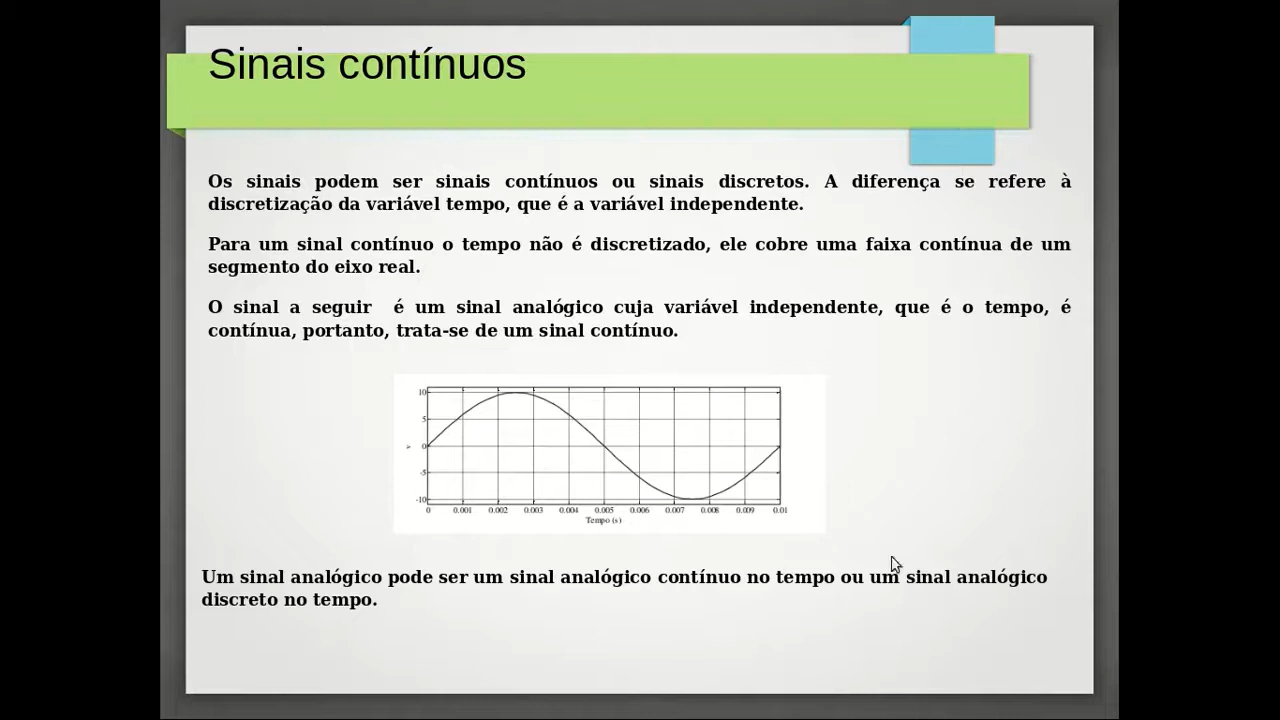 Sinais contínuos
Os sinais podem ser sinais contínuos ou sinais discretos. A diferença se refere à
discretização da variável tempo, que é a variável independente.
Para um sinal contínuo o tempo não é discretizado, ele cobre uma faixa contínua de um
segmento do eixo real.
O sinal a seguir é um sinal analógico cuja variável independente, que é o tempo, é
contínua, portanto, trata-se de um sinal contínuo.
10
5
v
0
-5
-10
0 0.001 0.002 0.003 0.004 0.005 0.006 0.007 0.008 0.009 0.01
Tempo (s)
Um sinal analógico pode ser um sinal analógico contínuo no tempo ou um sinal analógico
discreto no tempo.